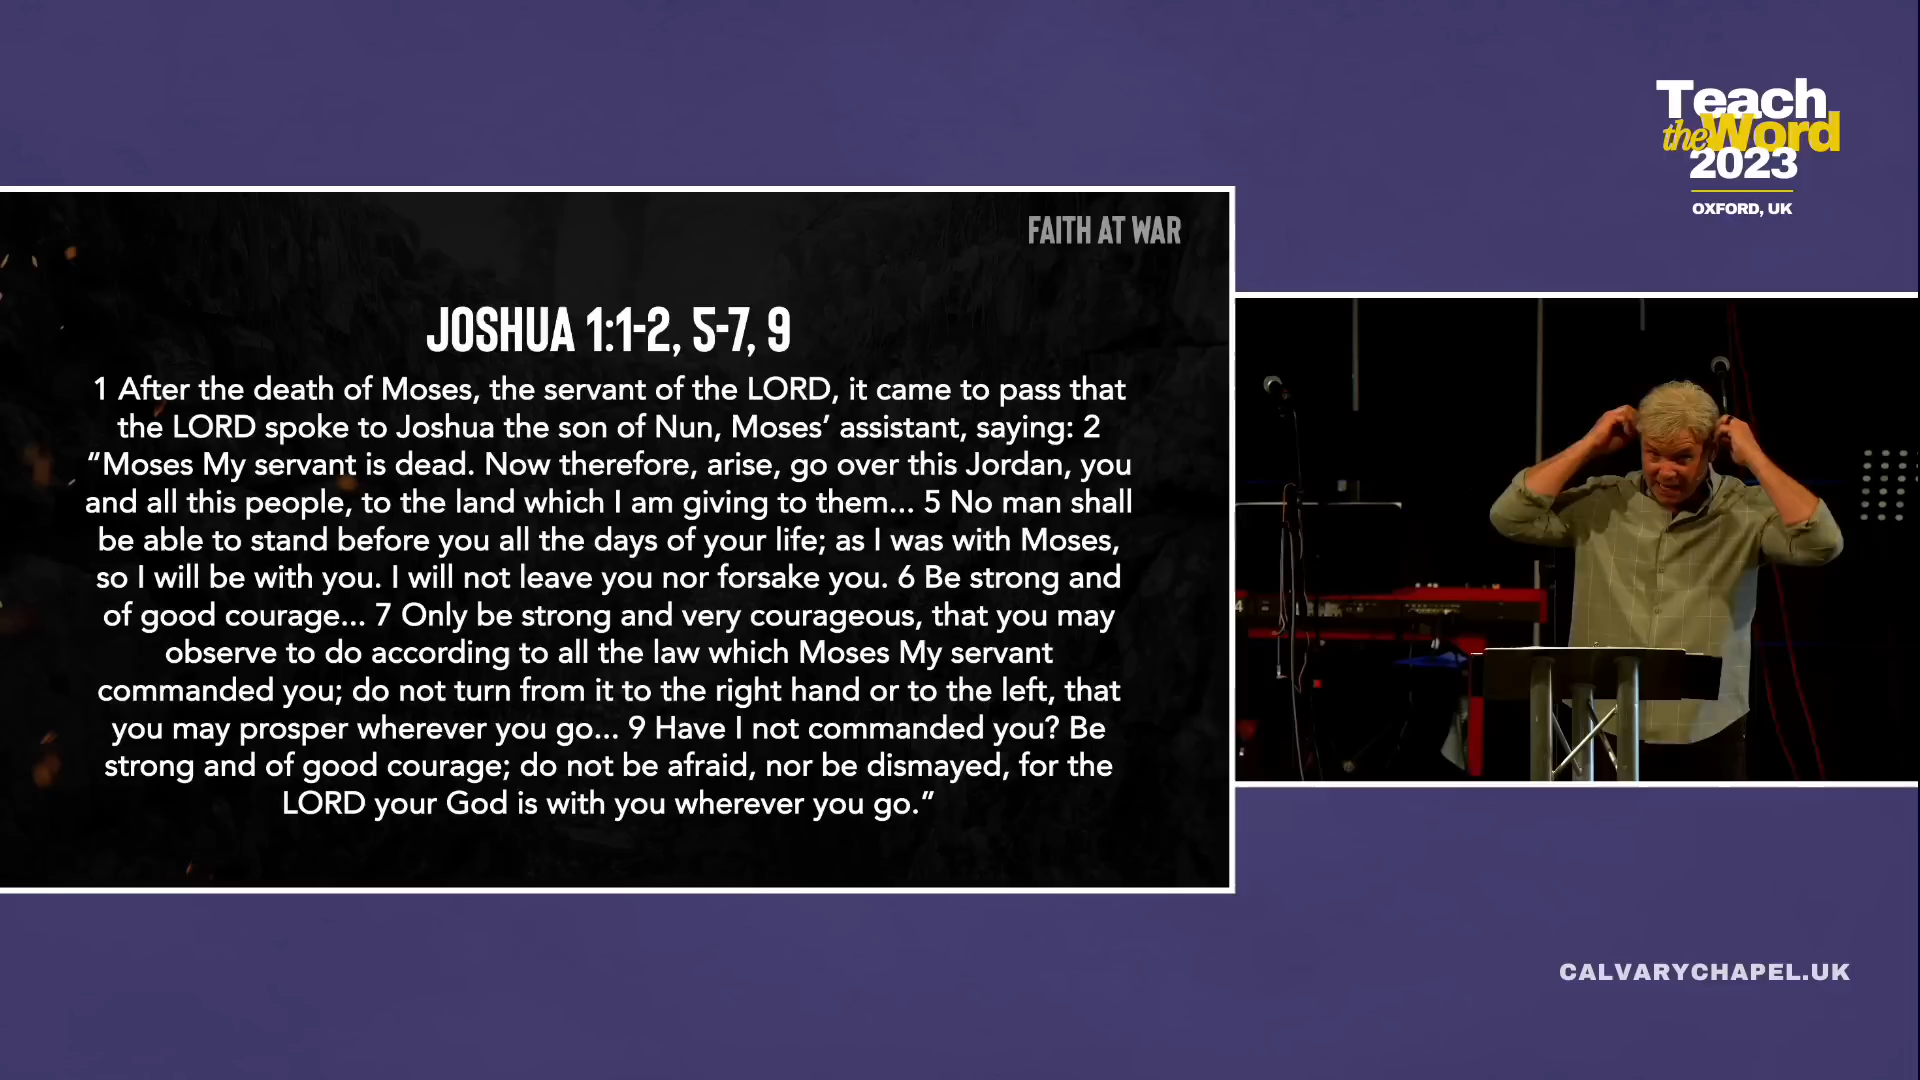 Teach
the Word
2023
OXFORD, UK
FAITH AT WAR
JOSHUA 1:1-2, 5-7, 9
1 After the death of Moses, the servant of the LORD, it came to pass that
the LORD spoke to Joshua the son of Nun, Moses’ assistant, saying: 2
“Moses My servant is dead. Now therefore, arise, go over this Jordan, you
and all this people, to the land which I am giving to them... 5 No man shall
be able to stand before you all the days of your life; as I was with Moses,
so I will be with you. I will not leave you nor forsake you. 6 Be strong and
of good courage... 7 Only be strong and very courageous, that you may
observe to do according to all the law which Moses My servant
commanded you; do not turn from it to the right hand or to the left, that
you may prosper wherever you go... 9 Have I not commanded you? Be
strong and of good courage; do not be afraid, nor be dismayed, for the
LORD your God is with you wherever you go.”
CALVARYCHAPEL.UK